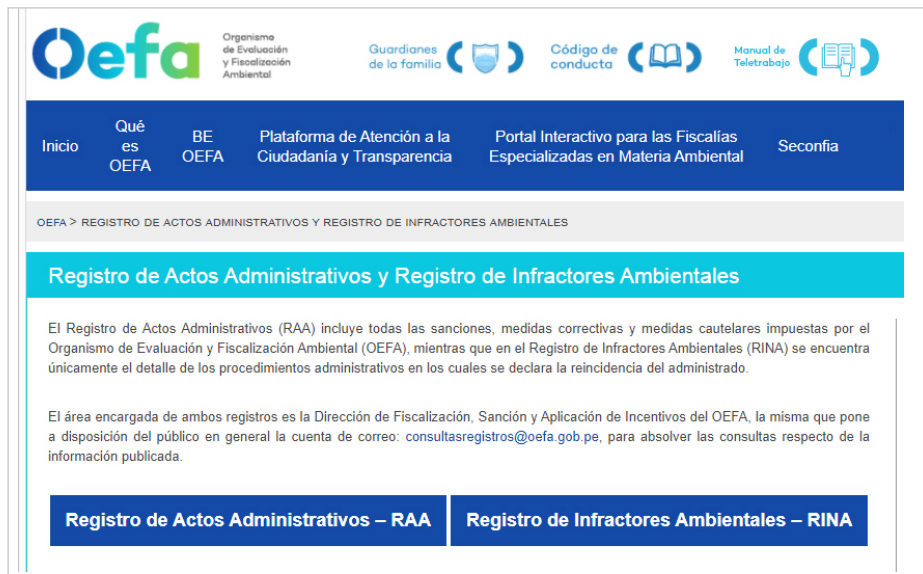 Oefa
Organismo
de Evaluación
y Fiscalización
Ambiental
Guardianes
de la familia
Código de
conducta
Manual de
Teletrabajo
Inicio
Qué
es
OEFA
BE
OEFA
Plataforma de Atención a la
Ciudadanía y Transparencia
Portal Interactivo para las Fiscalías
Especializadas en Materia Ambiental
Seconfia
OEFA > REGISTRO DE ACTOS ADMINISTRATIVOS Y REGISTRO DE INFRACTORES AMBIENTALES
Registro de Actos Administrativos y Registro de Infractores Ambientales
El Registro de Actos Administrativos (RAA) incluye todas las sanciones, medidas correctivas y medidas cautelares impuestas por el
Organismo de Evaluación y Fiscalización Ambiental (OEFA), mientras que en el Registro de Infractores Ambientales (RINA) se encuentra
únicamente el detalle de los procedimientos administrativos en los cuales se declara la reincidencia del administrado.
El área encargada de ambos registros es la Dirección de Fiscalización, Sanción y Aplicación de Incentivos del OEFA, la misma que pone
a disposición del público en general la cuenta de correo: consultasregistros@oefa.gob.pe, para absolver las consultas respecto de la
información publicada.
Registro de Actos Administrativos – RAA
Registro de Infractores Ambientales – RINA